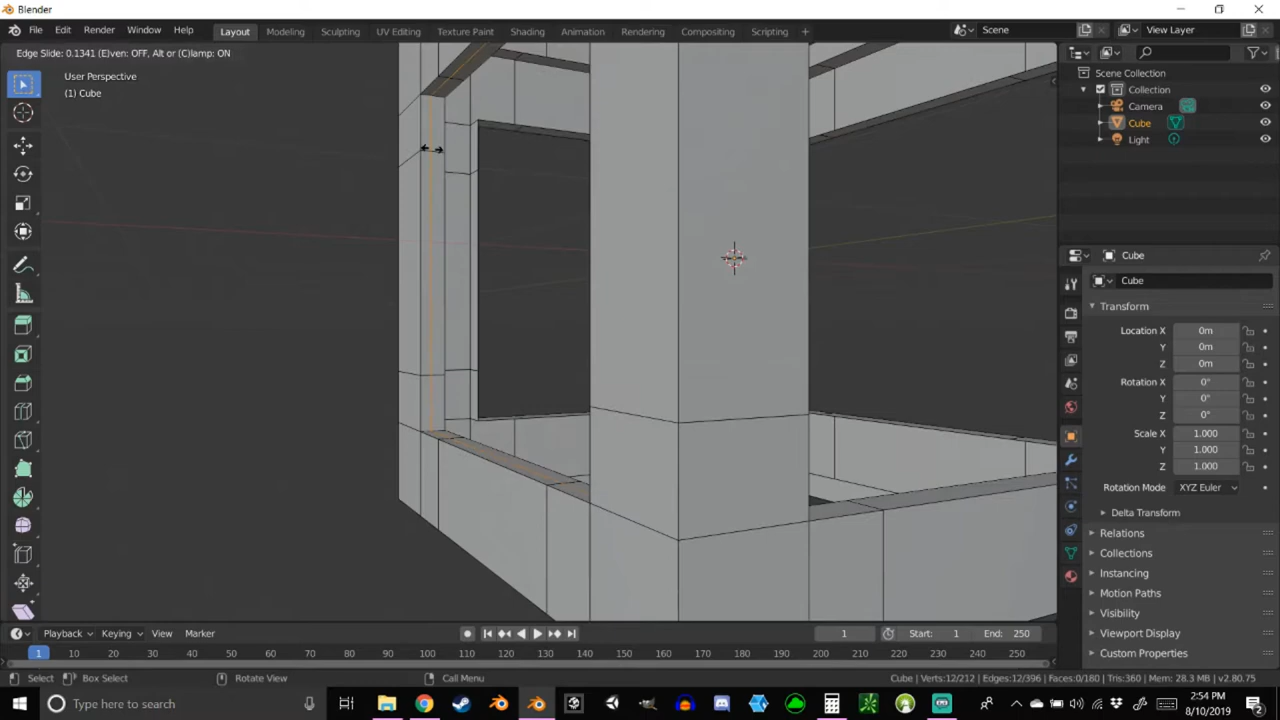 Blender
File Edit Render Window Help Layout Modeling Sculpting UV Editing Texture Paint Shading Animation Rendering Compositing Scripting + Scene View Layer
Edge Slide: 0.1341 (E)ven: OFF, Alt or (C)lamp: ON
User Perspective
(1) Cube
Scene Collection
Collection
Camera
Cube
Light
Cube
Cube
Transform
Location X 0m
Y 0m
Z 0m
Rotation X 0°
Y 0°
Z 0°
Scale X 1.000
Y 1.000
Z 1.000
Rotation Mode XYZ Euler
Delta Transform
Relations
Collections
Instancing
Motion Paths
Visibility
Viewport Display
Custom Properties
Playback Keying View Marker 1 Start: 1 End: 250
1 10 20 30 40 50 60 70 80 90 100 110 120 130 140 150 160 170 180 190 200 210 220 230 240 250
Select Box Select Rotate View Call Menu Cube | Verts:12/212 | Edges:12/396 | Faces:0/180 | Tris:360 | Mem: 28.3 MB | v2.80.75
Type here to search
2:54 PM
8/10/2019